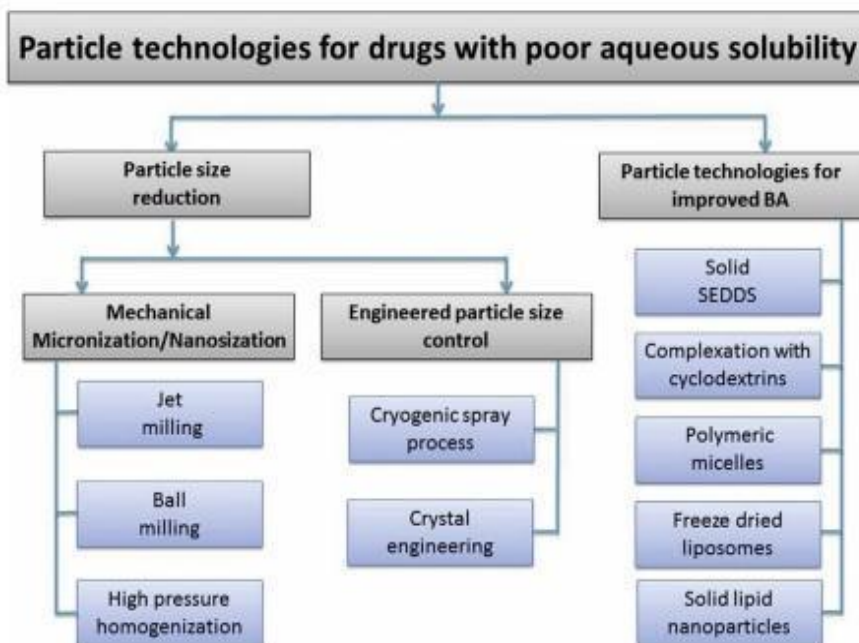 Particle technologies for drugs with poor aqueous solubility
Particle size
reduction
Particle technologies for
improved BA
Mechanical
Micronization/Nanosization
Engineered particle size
control
Jet
milling
Ball
milling
High pressure
homogenization
Cryogenic spray
process
Crystal
engineering
Solid
SEDDS
Complexation with
cyclodextrins
Polymeric
micelles
Freeze dried
liposomes
Solid lipid
nanoparticles